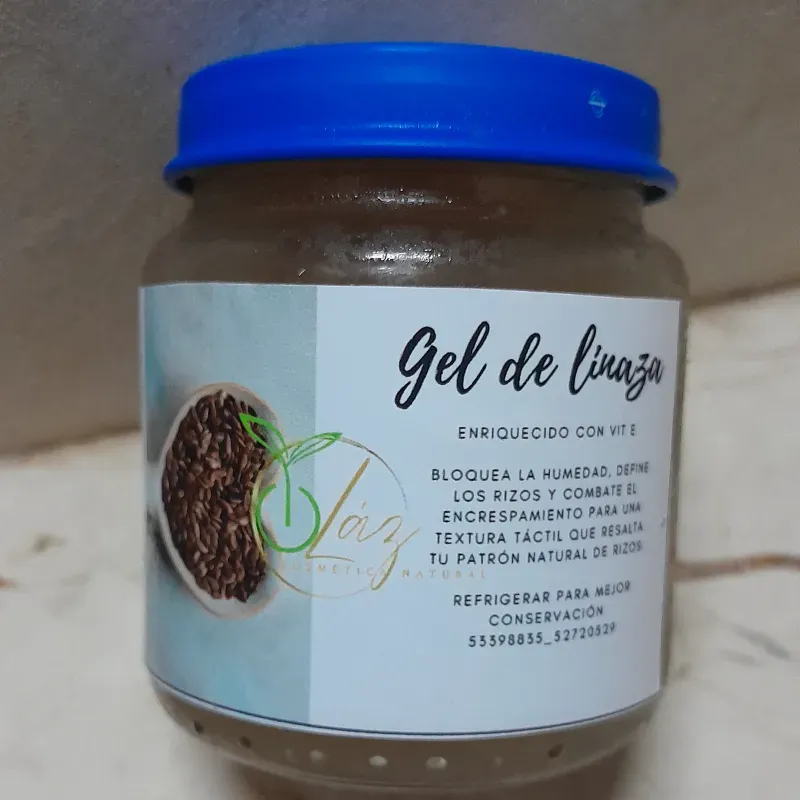 Gel de linaza
ENRIQUECIDO CON VIT E
BLOQUEA LA HUMEDAD, DEFINE
LOS RIZOS Y COMBATE EL
ENCRESPAMIENTO PARA UNA
TEXTURA TÁCTIL QUE RESALTA
TU PATRÓN NATURAL DE RIZOS
Láz
COSMÉTICA NATURAL
REFRIGERAR PARA MEJOR
CONSERVACIÓN
53398835_52720529